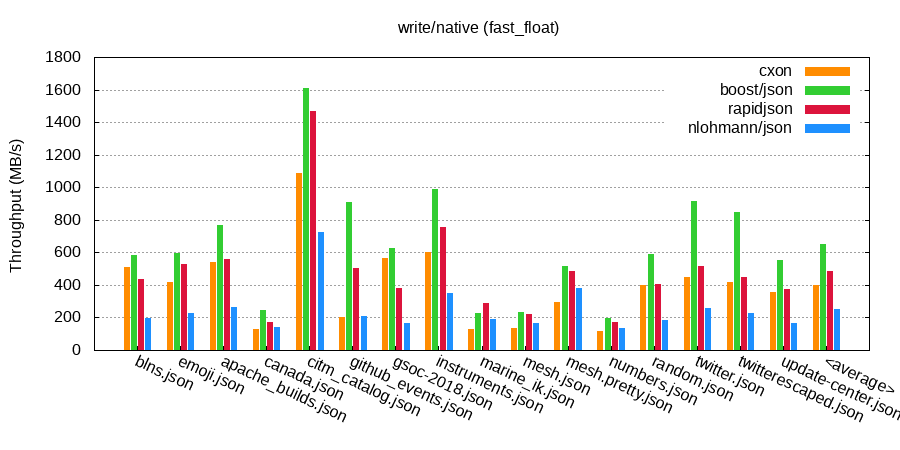 write/native (fast_float)
Throughput (MB/s)
1800
1600
1400
1200
1000
800
600
400
200
0
cxon
boost/json
rapidjson
nlohmann/json
blns.json
emoji.json
apache_builds.json
canada.json
citm_catalog.json
github_events.json
gsoc-2018.json
instruments.json
marine_ik.json
mesh.json
mesh.pretty.json
numbers.json
random.json
twitter.json
twitterescaped.json
update-center.json
<average>